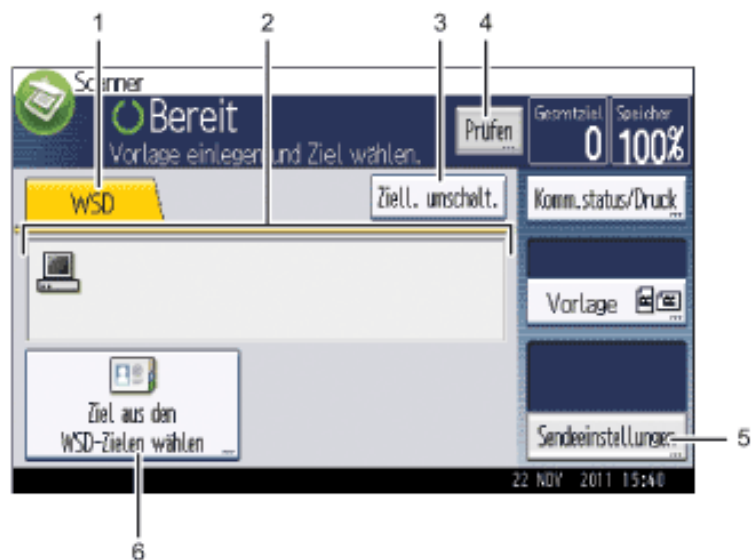 1 2 3 4
Scanner
Bereit
Vorlage einlegen und Ziel wählen.
Prüfen
Gesmtziel
0
Speicher
100%
WSD
Ziell. umschalt.
Komm.status/Druck
Vorlage
Ziel aus den
WSD-Zielen wählen
Sendeeinstellungen
5
22 NOV 2011 15:40
6